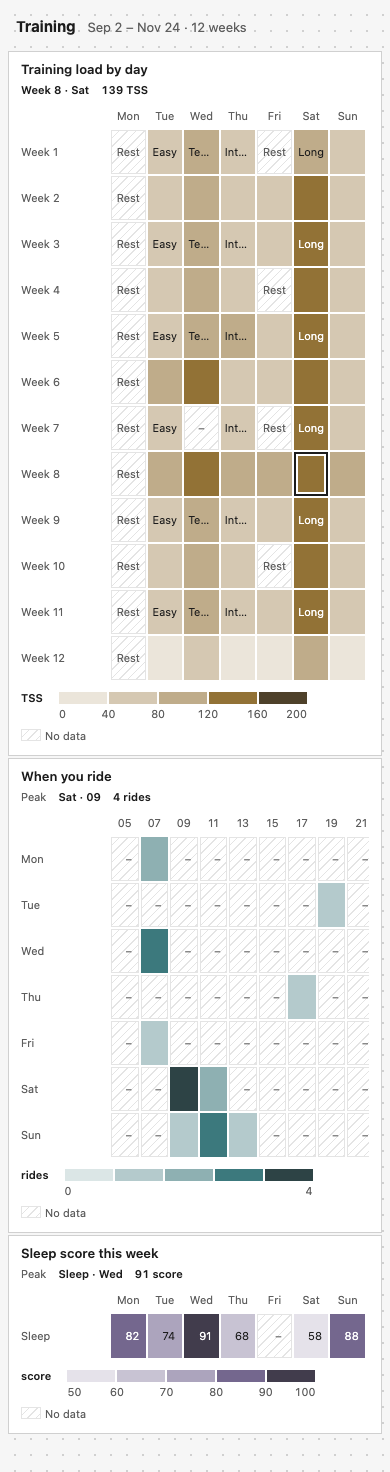 Training Sep 2 – Nov 24 · 12 weeks
Training load by day
Week 8 · Sat 139 TSS
Mon Tue Wed Thu Fri Sat Sun
Week 1 Rest Easy Te… Int… Rest Long
Week 2 Rest
Week 3 Rest Easy Te… Int… Long
Week 4 Rest Rest
Week 5 Rest Easy Te… Int… Long
Week 6 Rest
Week 7 Rest Easy – Int… Rest Long
Week 8 Rest
Week 9 Rest Easy Te… Int… Long
Week 10 Rest Rest
Week 11 Rest Easy Te… Int… Long
Week 12 Rest
TSS
0 40 80 120 160 200
No data
When you ride
Peak Sat · 09 4 rides
05 07 09 11 13 15 17 19 21
Mon – – – – – – – –
Tue – – – – – – – –
Wed – – – – – – – –
Thu – – – – – – – –
Fri – – – – – – – –
Sat – – – – – – –
Sun – – – – – –
rides
0 4
No data
Sleep score this week
Peak Sleep · Wed 91 score
Mon Tue Wed Thu Fri Sat Sun
Sleep 82 74 91 68 – 58 88
score
50 60 70 80 90 100
No data